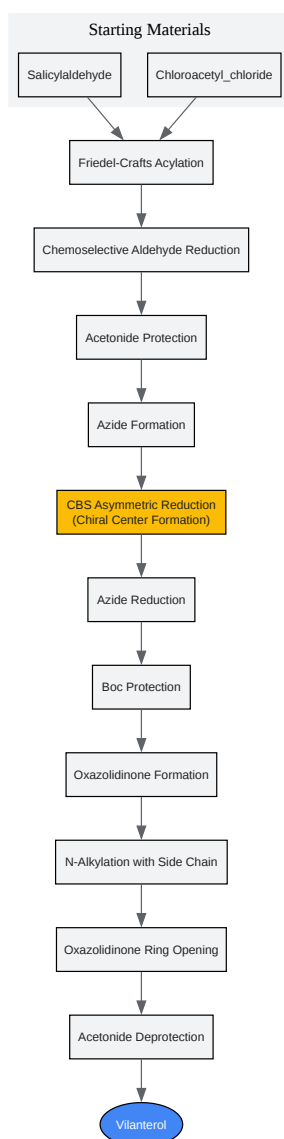 Starting Materials
Salicylaldehyde
Chloroacetyl_chloride
Friedel-Crafts Acylation
Chemoselective Aldehyde Reduction
Acetonide Protection
Azide Formation
CBS Asymmetric Reduction
(Chiral Center Formation)
Azide Reduction
Boc Protection
Oxazolidinone Formation
N-Alkylation with Side Chain
Oxazolidinone Ring Opening
Acetonide Deprotection
Vilanterol